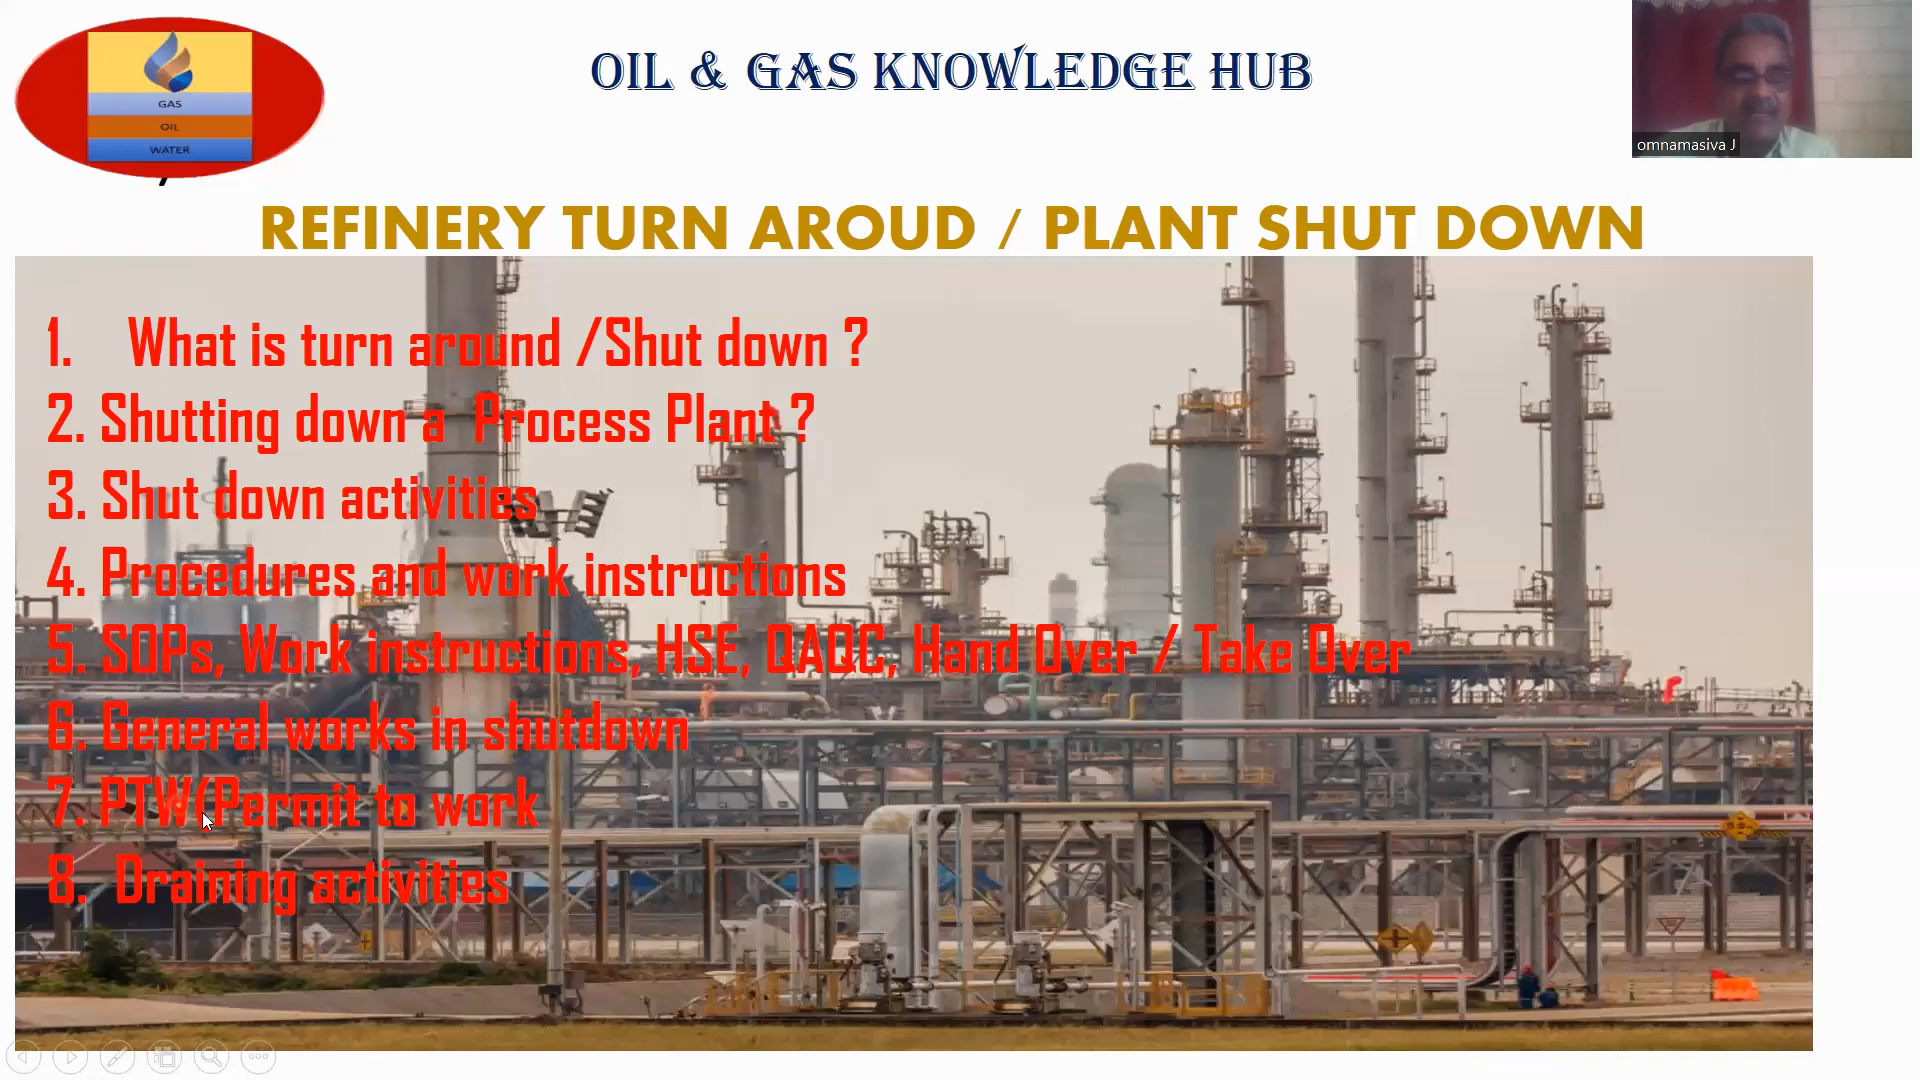 GAS
OIL
WATER
OIL & GAS KNOWLEDGE HUB
omnamasiva J
REFINERY TURN AROUD / PLANT SHUT DOWN
1. What is turn around /Shut down ?
2. Shutting down a Process Plant ?
3. Shut down activities
4. Procedures and work instructions
5. SOPs, Work instructions, HSE, QAQC, Hand Over / Take Over
6. General works in shutdown
7. PTW(Permit to work
8. Draining activities